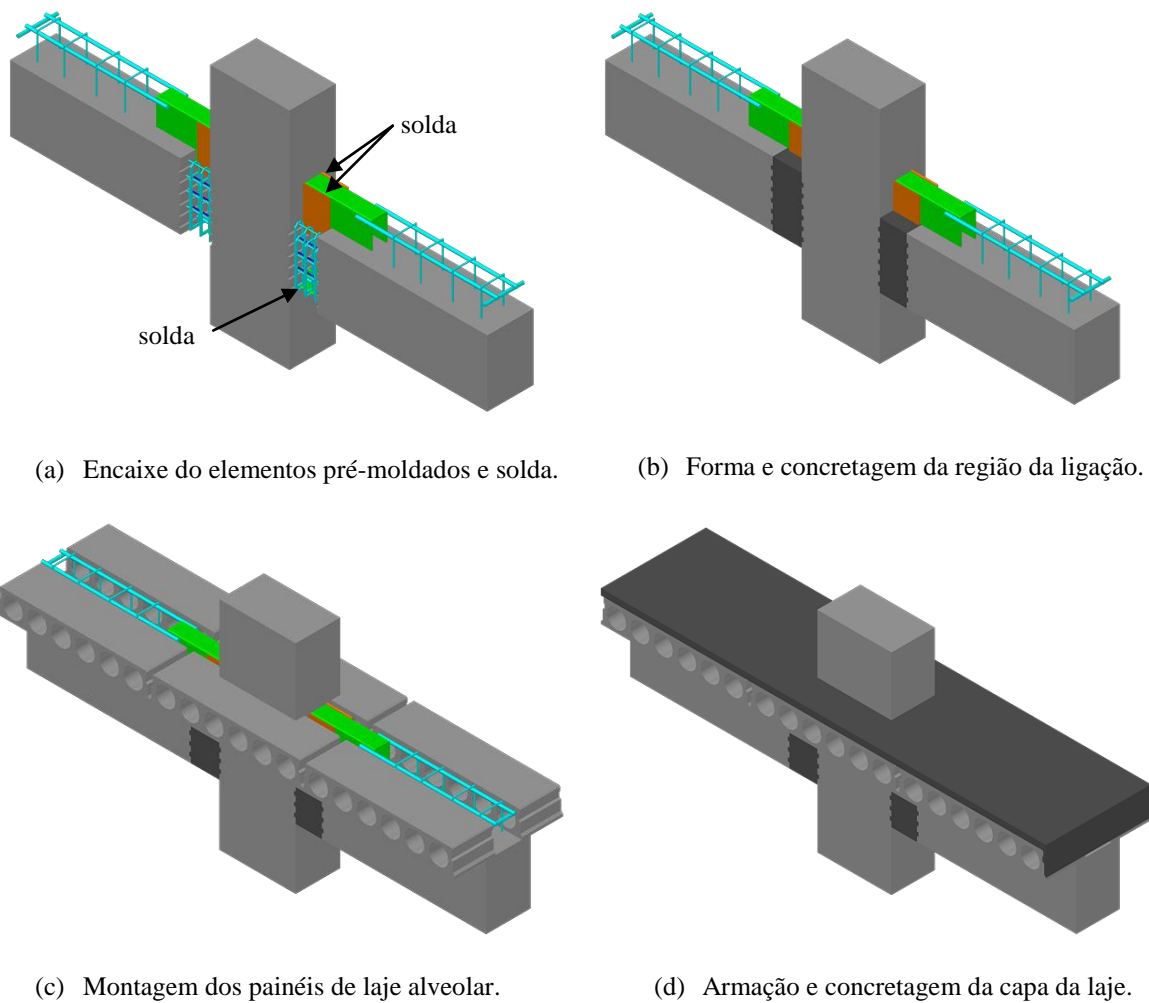 solda
solda
(a) Encaixe do elementos pré-moldados e solda.
(b) Forma e concretagem da região da ligação.
(c) Montagem dos painéis de laje alveolar.
(d) Armação e concretagem da capa da laje.